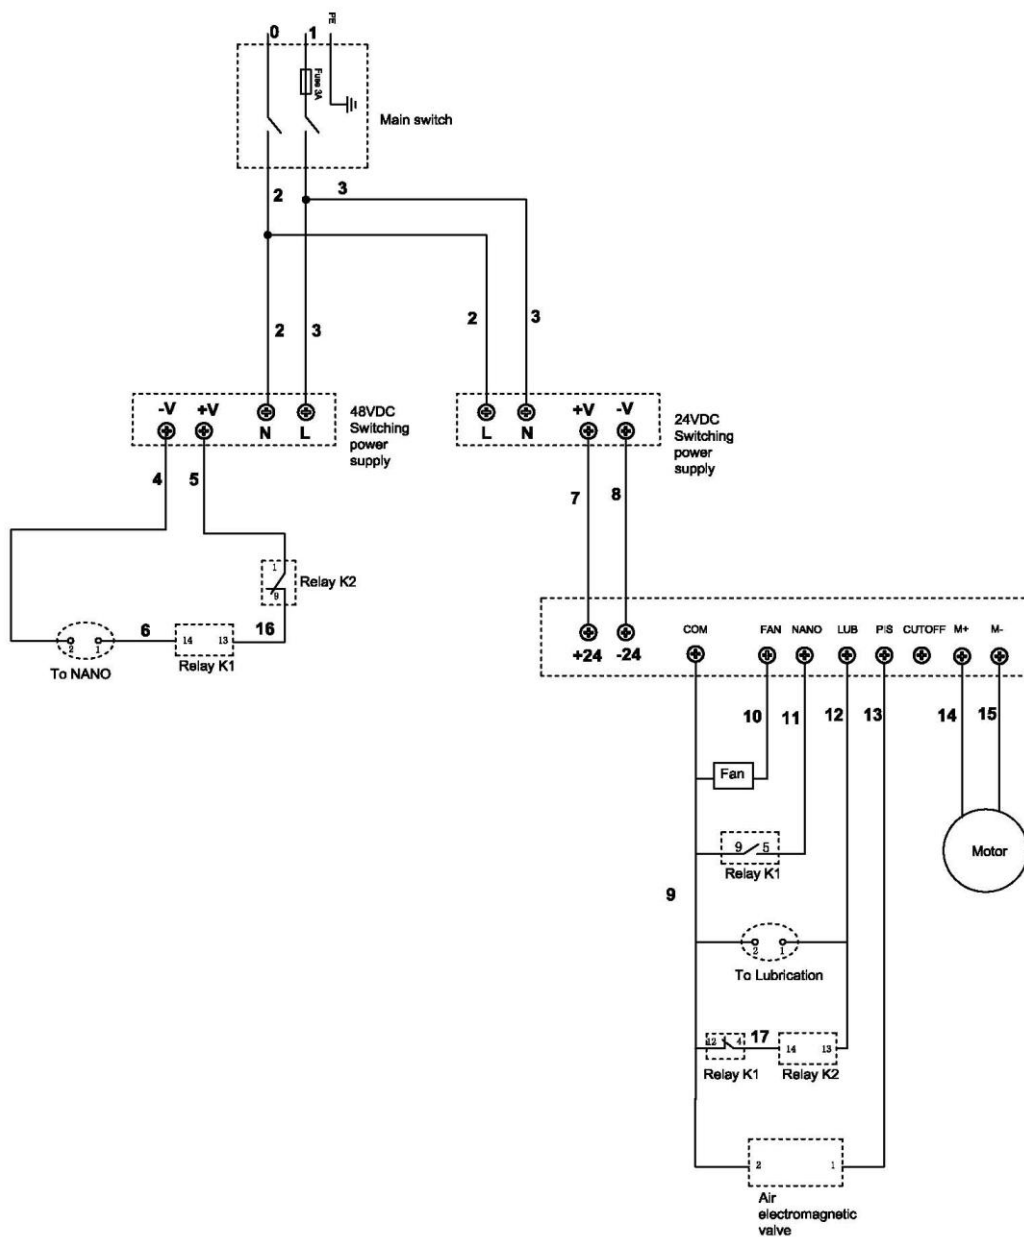 0
1
PE
Fuse 3A
Main switch
2
3
2
3
2
3
-V
+V
N
L
48VDC
Switching
power
supply
L
N
+V
-V
24VDC
Switching
power
supply
4
5
7
8
1
9
Relay K2
2
1
To NANO
6
14
13
Relay K1
16
+24
-24
COM
FAN
NANO
LUB
PIS
CUTOFF
M+
M-
10
11
12
13
14
15
Fan
9
5
Relay K1
Motor
9
2
1
To Lubrication
12
4
Relay K1
17
14
13
Relay K2
2
1
Air
electromagnetic
valve